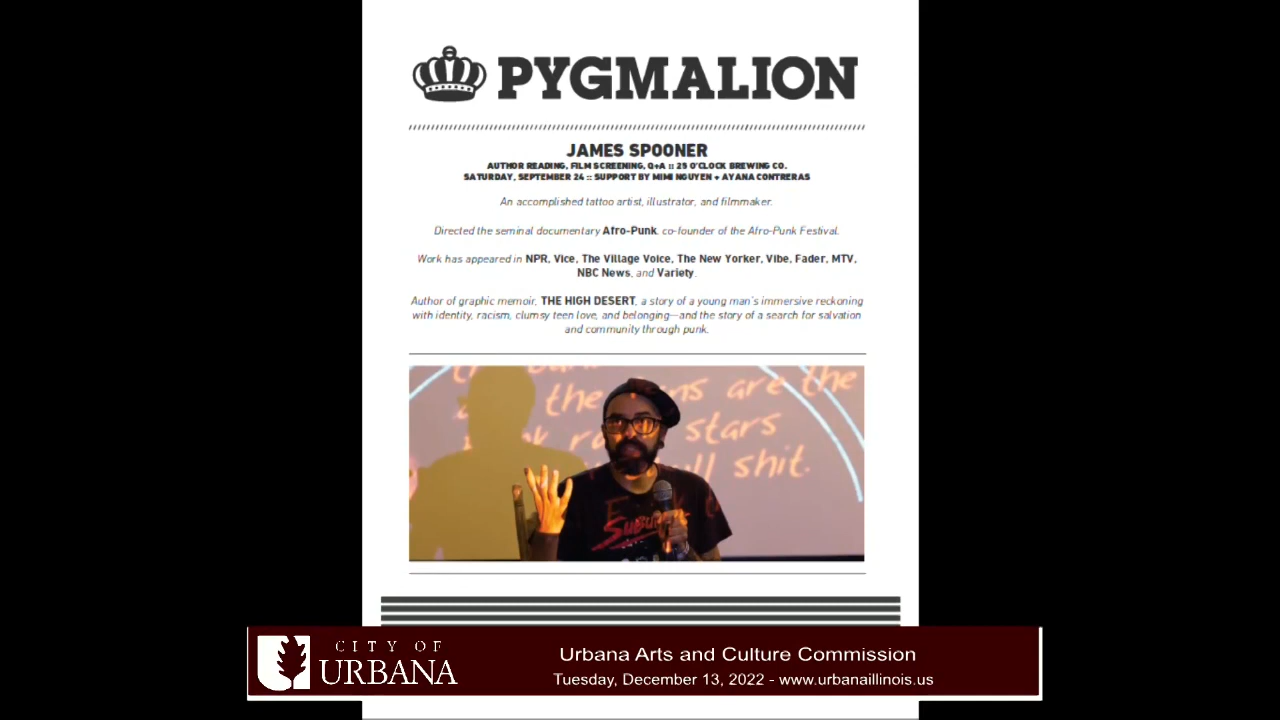 PYGMALION
JAMES SPOONER
AUTHOR READING, FILM SCREENING, Q+A :: 25 O'CLOCK BREWING CO.
SATURDAY, SEPTEMBER 24 :: SUPPORT BY MIMI NGUYEN + AYANA CONTRERAS
An accomplished tattoo artist, illustrator, and filmmaker.
Directed the seminal documentary Afro-Punk. co-founder of the Afro-Punk Festival.
Work has appeared in NPR, Vice, The Village Voice, The New Yorker, Vibe, Fader, MTV,
NBC News, and Variety.
Author of graphic memoir, THE HIGH DESERT, a story of a young man's immersive reckoning
with identity, racism, clumsy teen love, and belonging—and the story of a search for salvation
and community through punk.
the are the
stars
shit.
CITY OF
URBANA
Urbana Arts and Culture Commission
Tuesday, December 13, 2022 - www.urbanaillinois.us